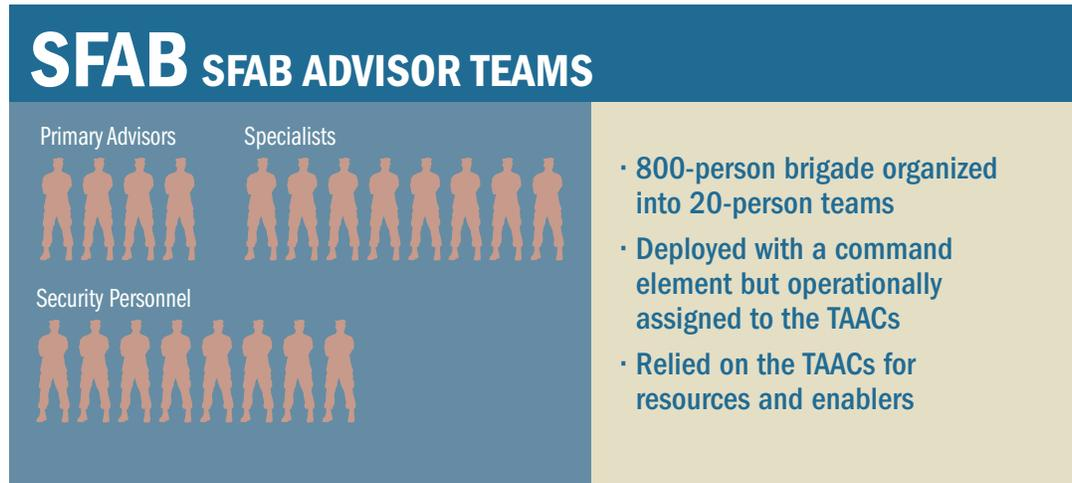 SFAB SFAB ADVISOR TEAMS
Primary Advisors
Specialists
Security Personnel
· 800-person brigade organized
into 20-person teams
· Deployed with a command
element but operationally
assigned to the TAACs
· Relied on the TAACs for
resources and enablers